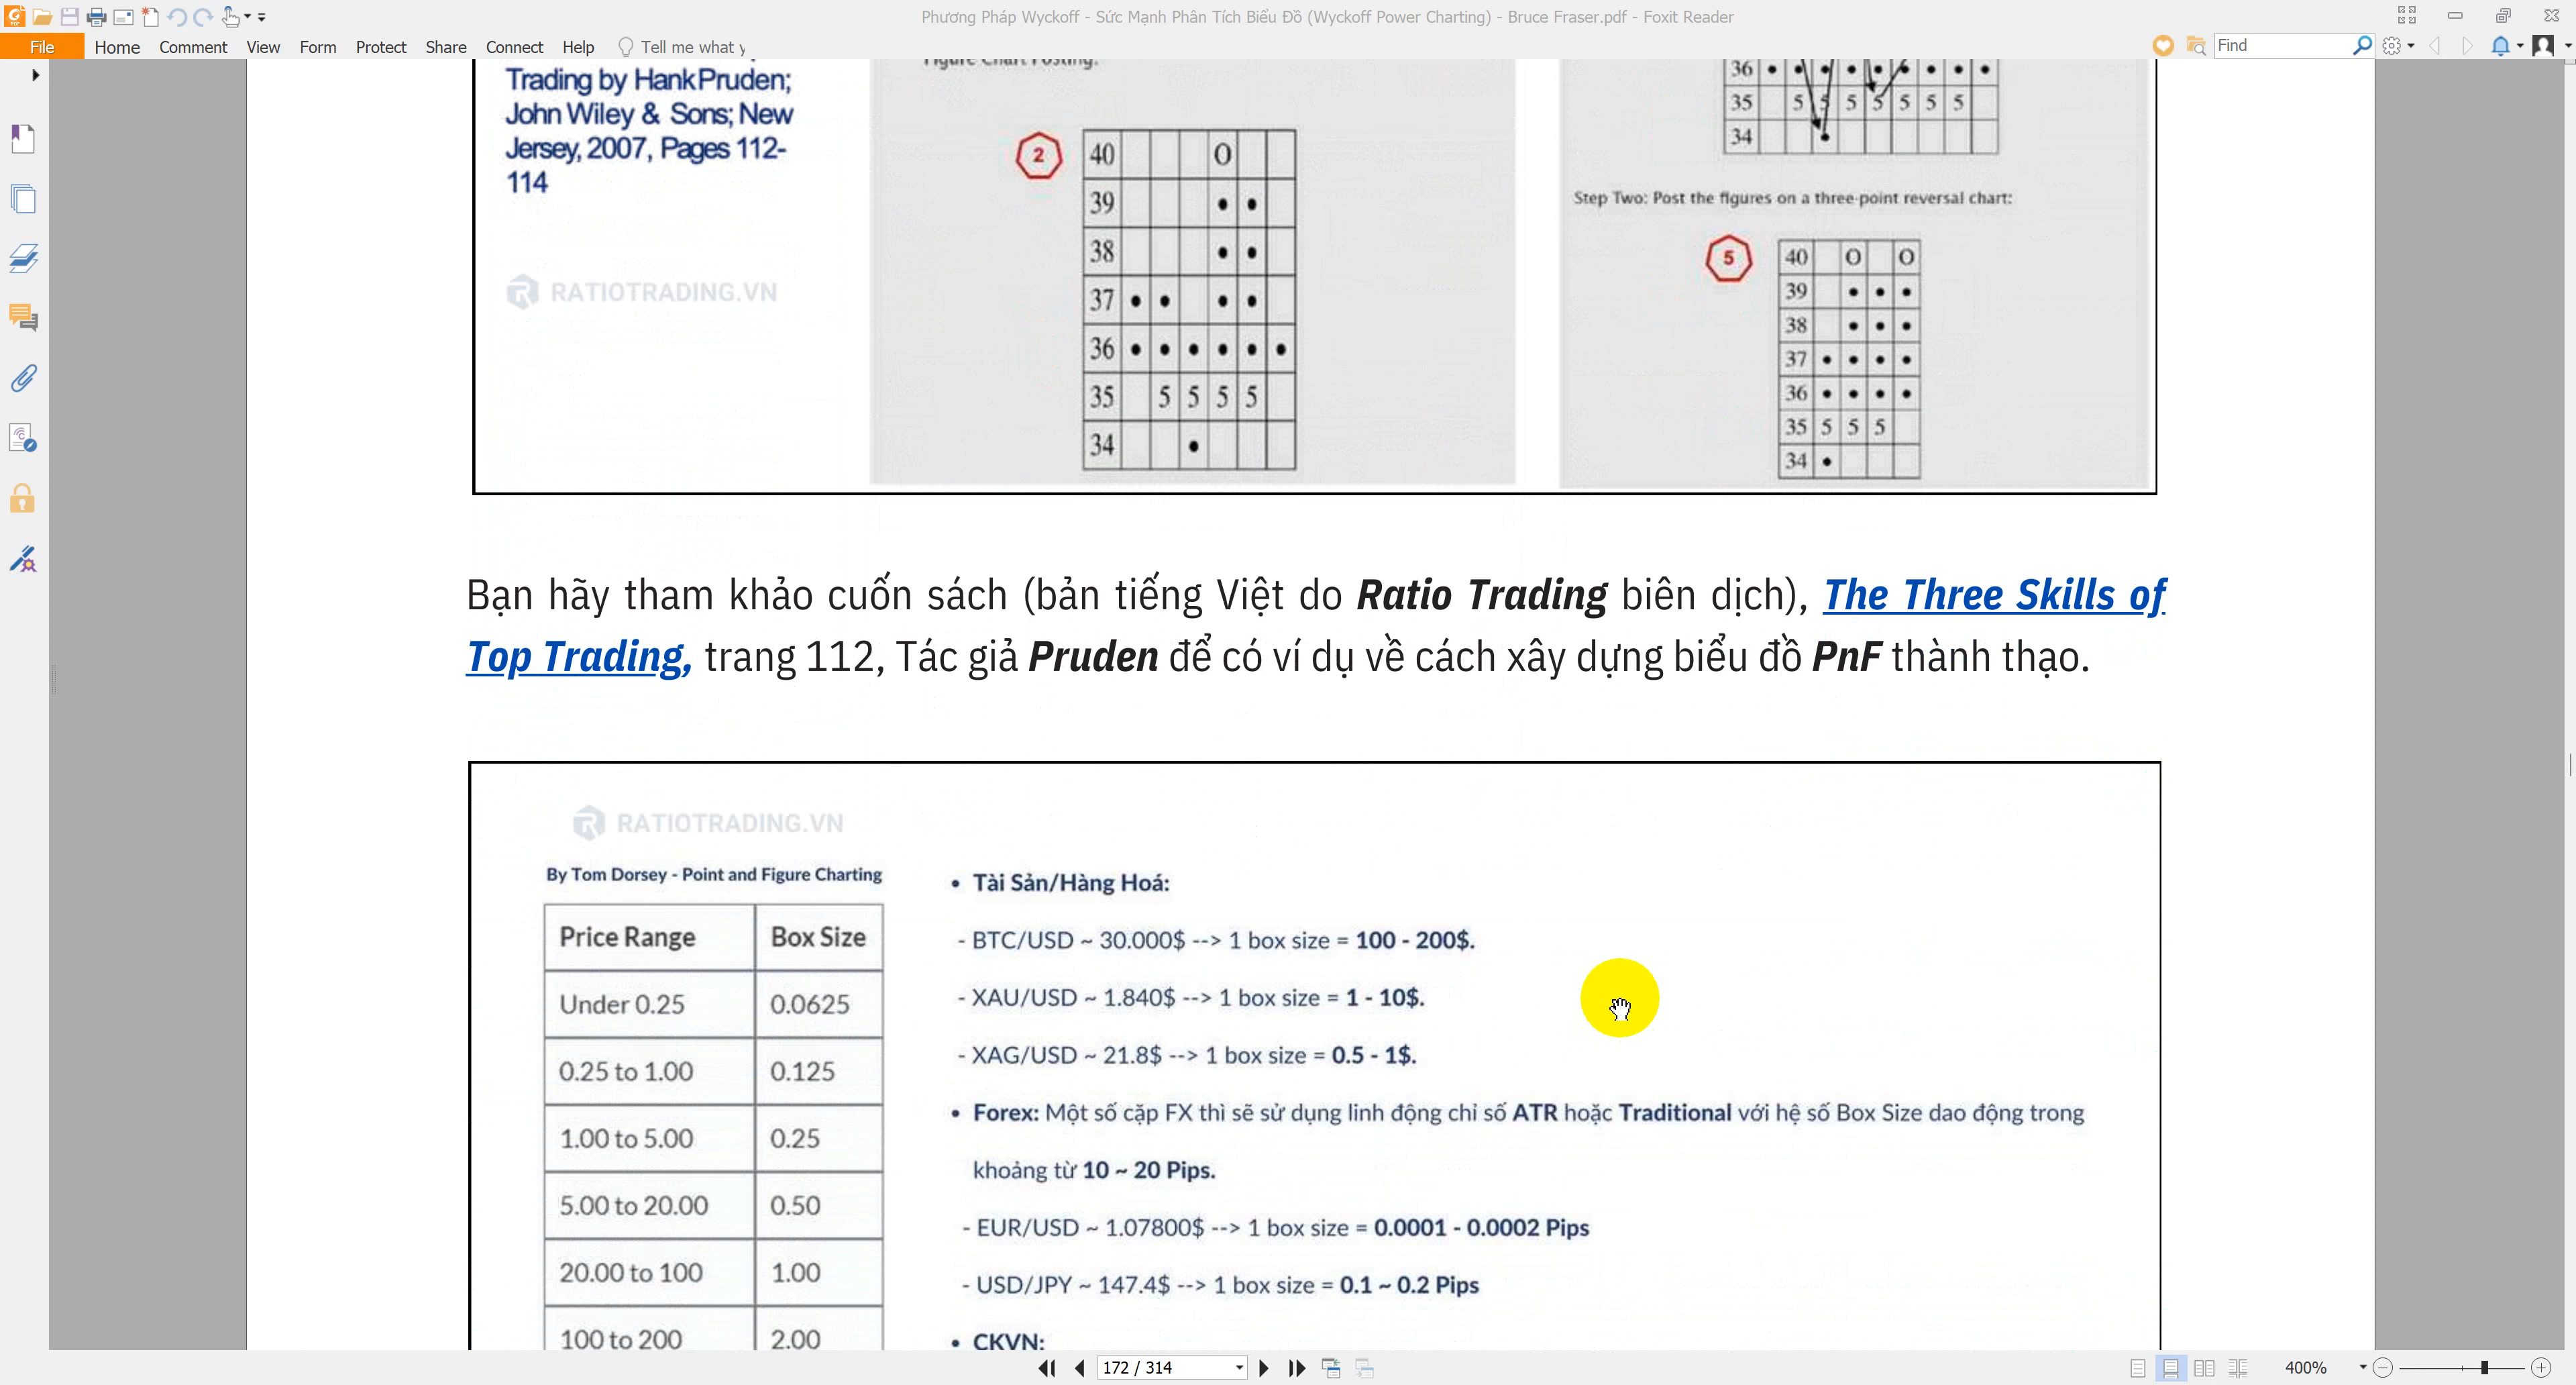 Phương Pháp Wyckoff - Sức Mạnh Phân Tích Biểu Đồ (Wyckoff Power Charting) - Bruce Fraser.pdf - Foxit Reader
File Home Comment View Form Protect Share Connect Help Tell me what y Find
Trading by Hank Pruden;
John Wiley & Sons; New
Jersey, 2007, Pages 112-
114
RATIOTRADING.VN
Figure Chart Posting:
2
40 O
39 • •
38 • •
37 • • • •
36 • • • • • •
35 5 5 5 5
34 •
36 • • • • • • • • •
35 5 5 5 5 5 5 5
34 •
Step Two: Post the figures on a three-point reversal chart:
5
40 O O
39 • • •
38 • • •
37 • • • •
36 • • • •
35 5 5 5
34 •
Bạn hãy tham khảo cuốn sách (bản tiếng Việt do Ratio Trading biên dịch), The Three Skills of
Top Trading, trang 112, Tác giả Pruden để có ví dụ về cách xây dựng biểu đồ PnF thành thạo.
RATIOTRADING.VN
By Tom Dorsey - Point and Figure Charting
Price Range Box Size
Under 0.25 0.0625
0.25 to 1.00 0.125
1.00 to 5.00 0.25
5.00 to 20.00 0.50
20.00 to 100 1.00
100 to 200 2.00
• Tài Sản/Hàng Hoá:
- BTC/USD ~ 30.000$ --> 1 box size = 100 - 200$.
- XAU/USD ~ 1.840$ --> 1 box size = 1 - 10$.
- XAG/USD ~ 21.8$ --> 1 box size = 0.5 - 1$.
• Forex: Một số cặp FX thì sẽ sử dụng linh động chỉ số ATR hoặc Traditional với hệ số Box Size dao động trong
khoảng từ 10 ~ 20 Pips.
- EUR/USD ~ 1.07800$ --> 1 box size = 0.0001 - 0.0002 Pips
- USD/JPY ~ 147.4$ --> 1 box size = 0.1 ~ 0.2 Pips
• CKVN:
172 / 314
400%